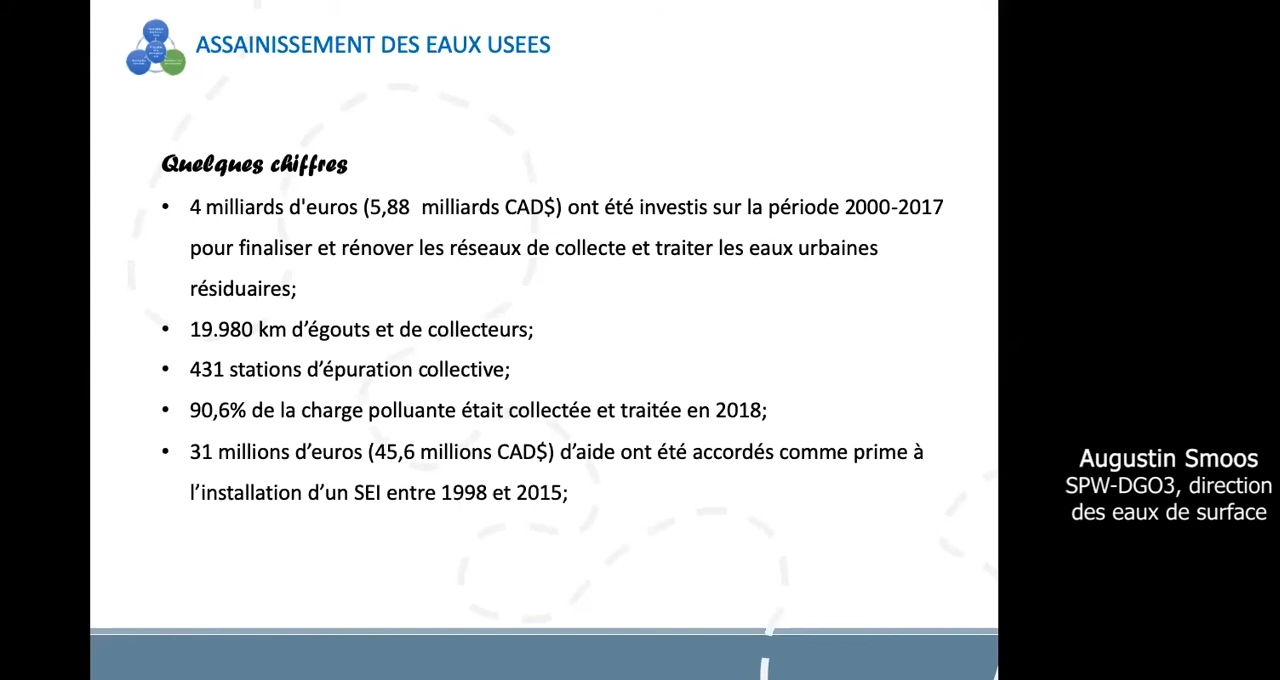 ASSAINISSEMENT DES EAUX USEES
Quelques chiffres
• 4 milliards d'euros (5,88 milliards CAD$) ont été investis sur la période 2000-2017
pour finaliser et rénover les réseaux de collecte et traiter les eaux urbaines
résiduaires;
• 19.980 km d’égouts et de collecteurs;
• 431 stations d’épuration collective;
• 90,6% de la charge polluante était collectée et traitée en 2018;
• 31 millions d’euros (45,6 millions CAD$) d’aide ont été accordés comme prime à
l’installation d’un SEI entre 1998 et 2015;
Augustin Smoos
SPW-DGO3, direction
des eaux de surface